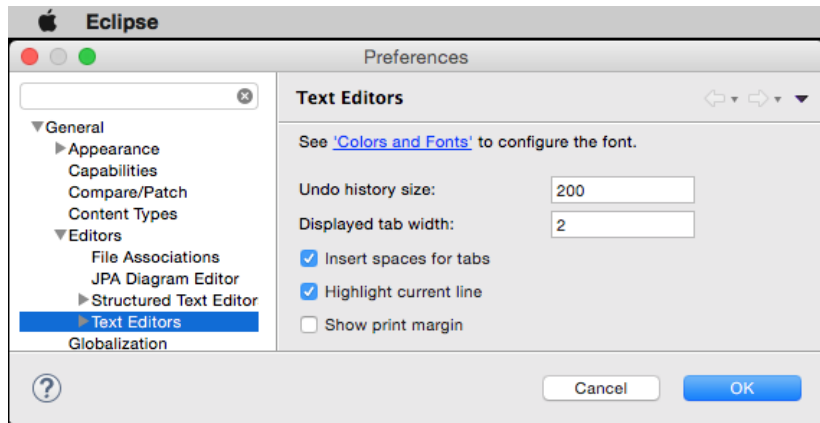 Eclipse
Preferences
General
Appearance
Capabilities
Compare/Patch
Content Types
Editors
File Associations
JPA Diagram Editor
Structured Text Editor
Text Editors
Globalization
Text Editors
See 'Colors and Fonts' to configure the font.
Undo history size: 200
Displayed tab width: 2
Insert spaces for tabs
Highlight current line
Show print margin
? Cancel OK